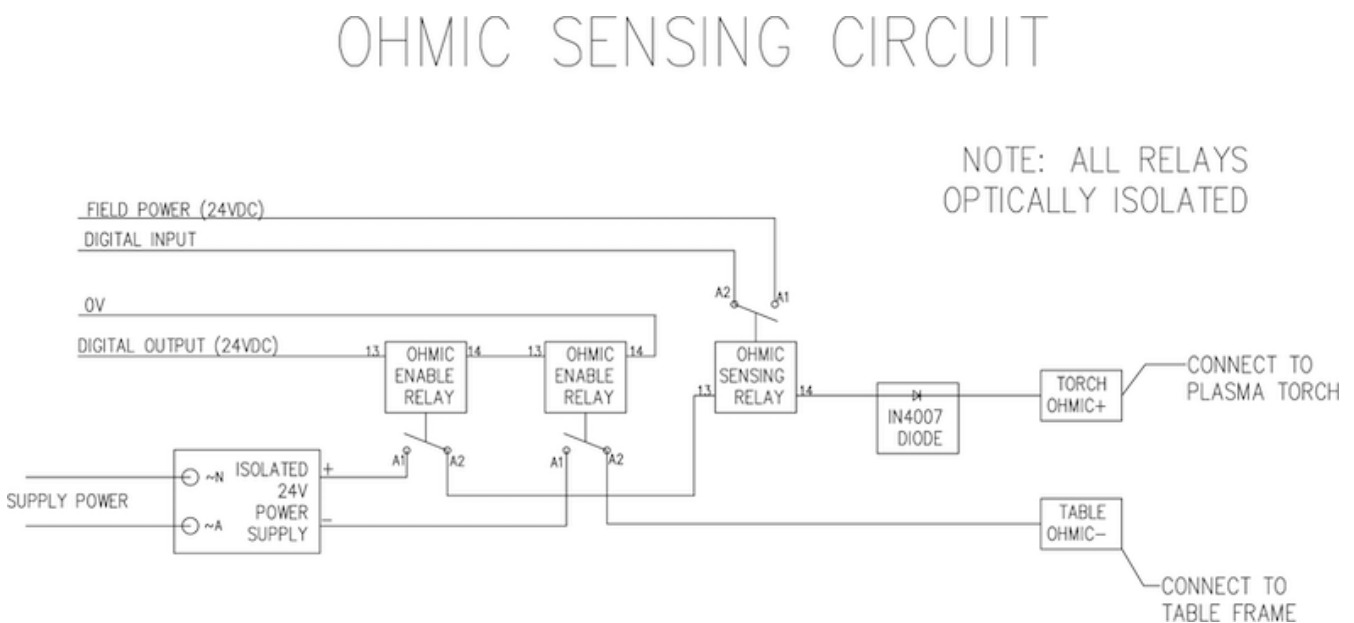 OHMIC SENSING CIRCUIT
NOTE: ALL RELAYS
OPTICALLY ISOLATED
FIELD POWER (24VDC)
DIGITAL INPUT
A2
A1
0V
DIGITAL OUTPUT (24VDC)
13
OHMIC
ENABLE
RELAY
14
13
OHMIC
ENABLE
RELAY
14
13
OHMIC
SENSING
RELAY
14
IN4007
DIODE
TORCH
OHMIC+
CONNECT TO
PLASMA TORCH
A1
A2
A1
A2
SUPPLY POWER
~N
~A
ISOLATED
24V
POWER
SUPPLY
+
−
TABLE
OHMIC−
CONNECT TO
TABLE FRAME